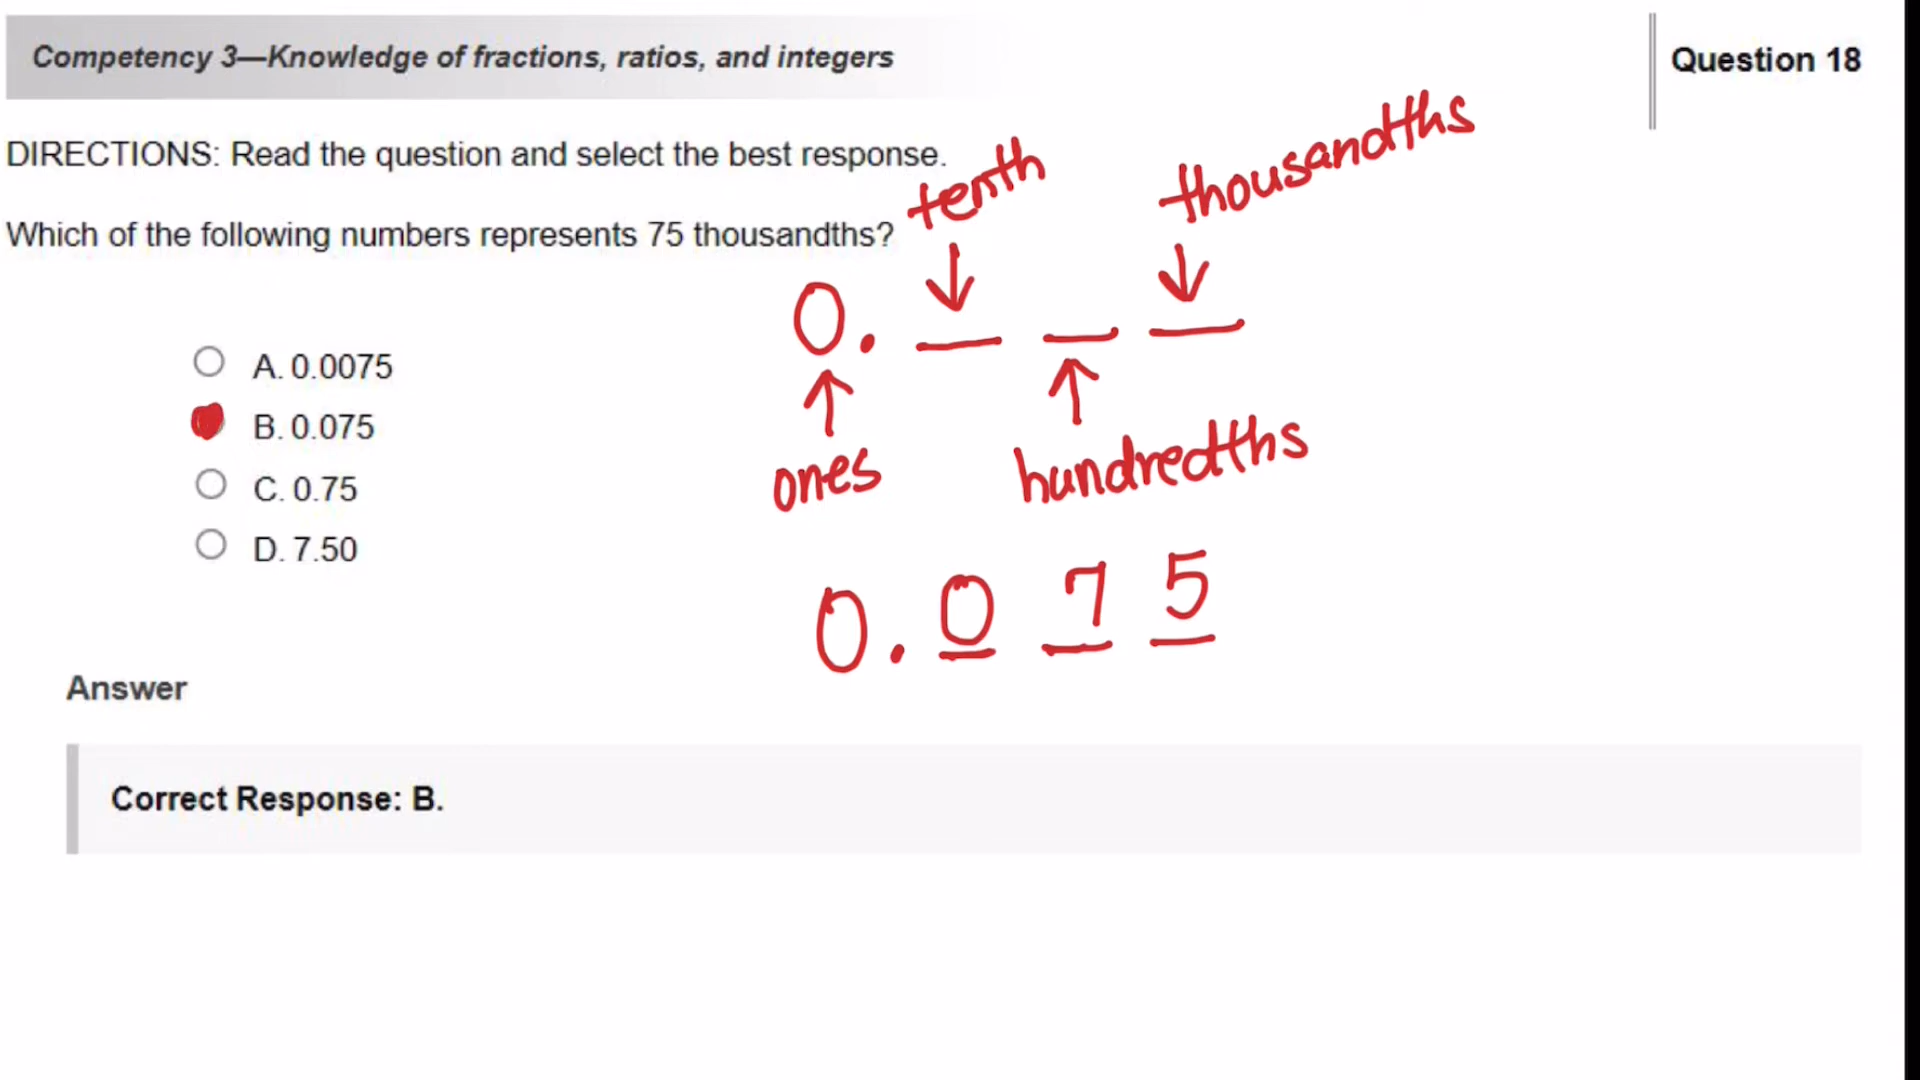 Competency 3—Knowledge of fractions, ratios, and integers
Question 18
DIRECTIONS: Read the question and select the best response.
Which of the following numbers represents 75 thousandths?
tenth
thousandths
0. _ _ _
ones
hundredths
A. 0.0075
B. 0.075
C. 0.75
D. 7.50
0.075
Answer
Correct Response: B.